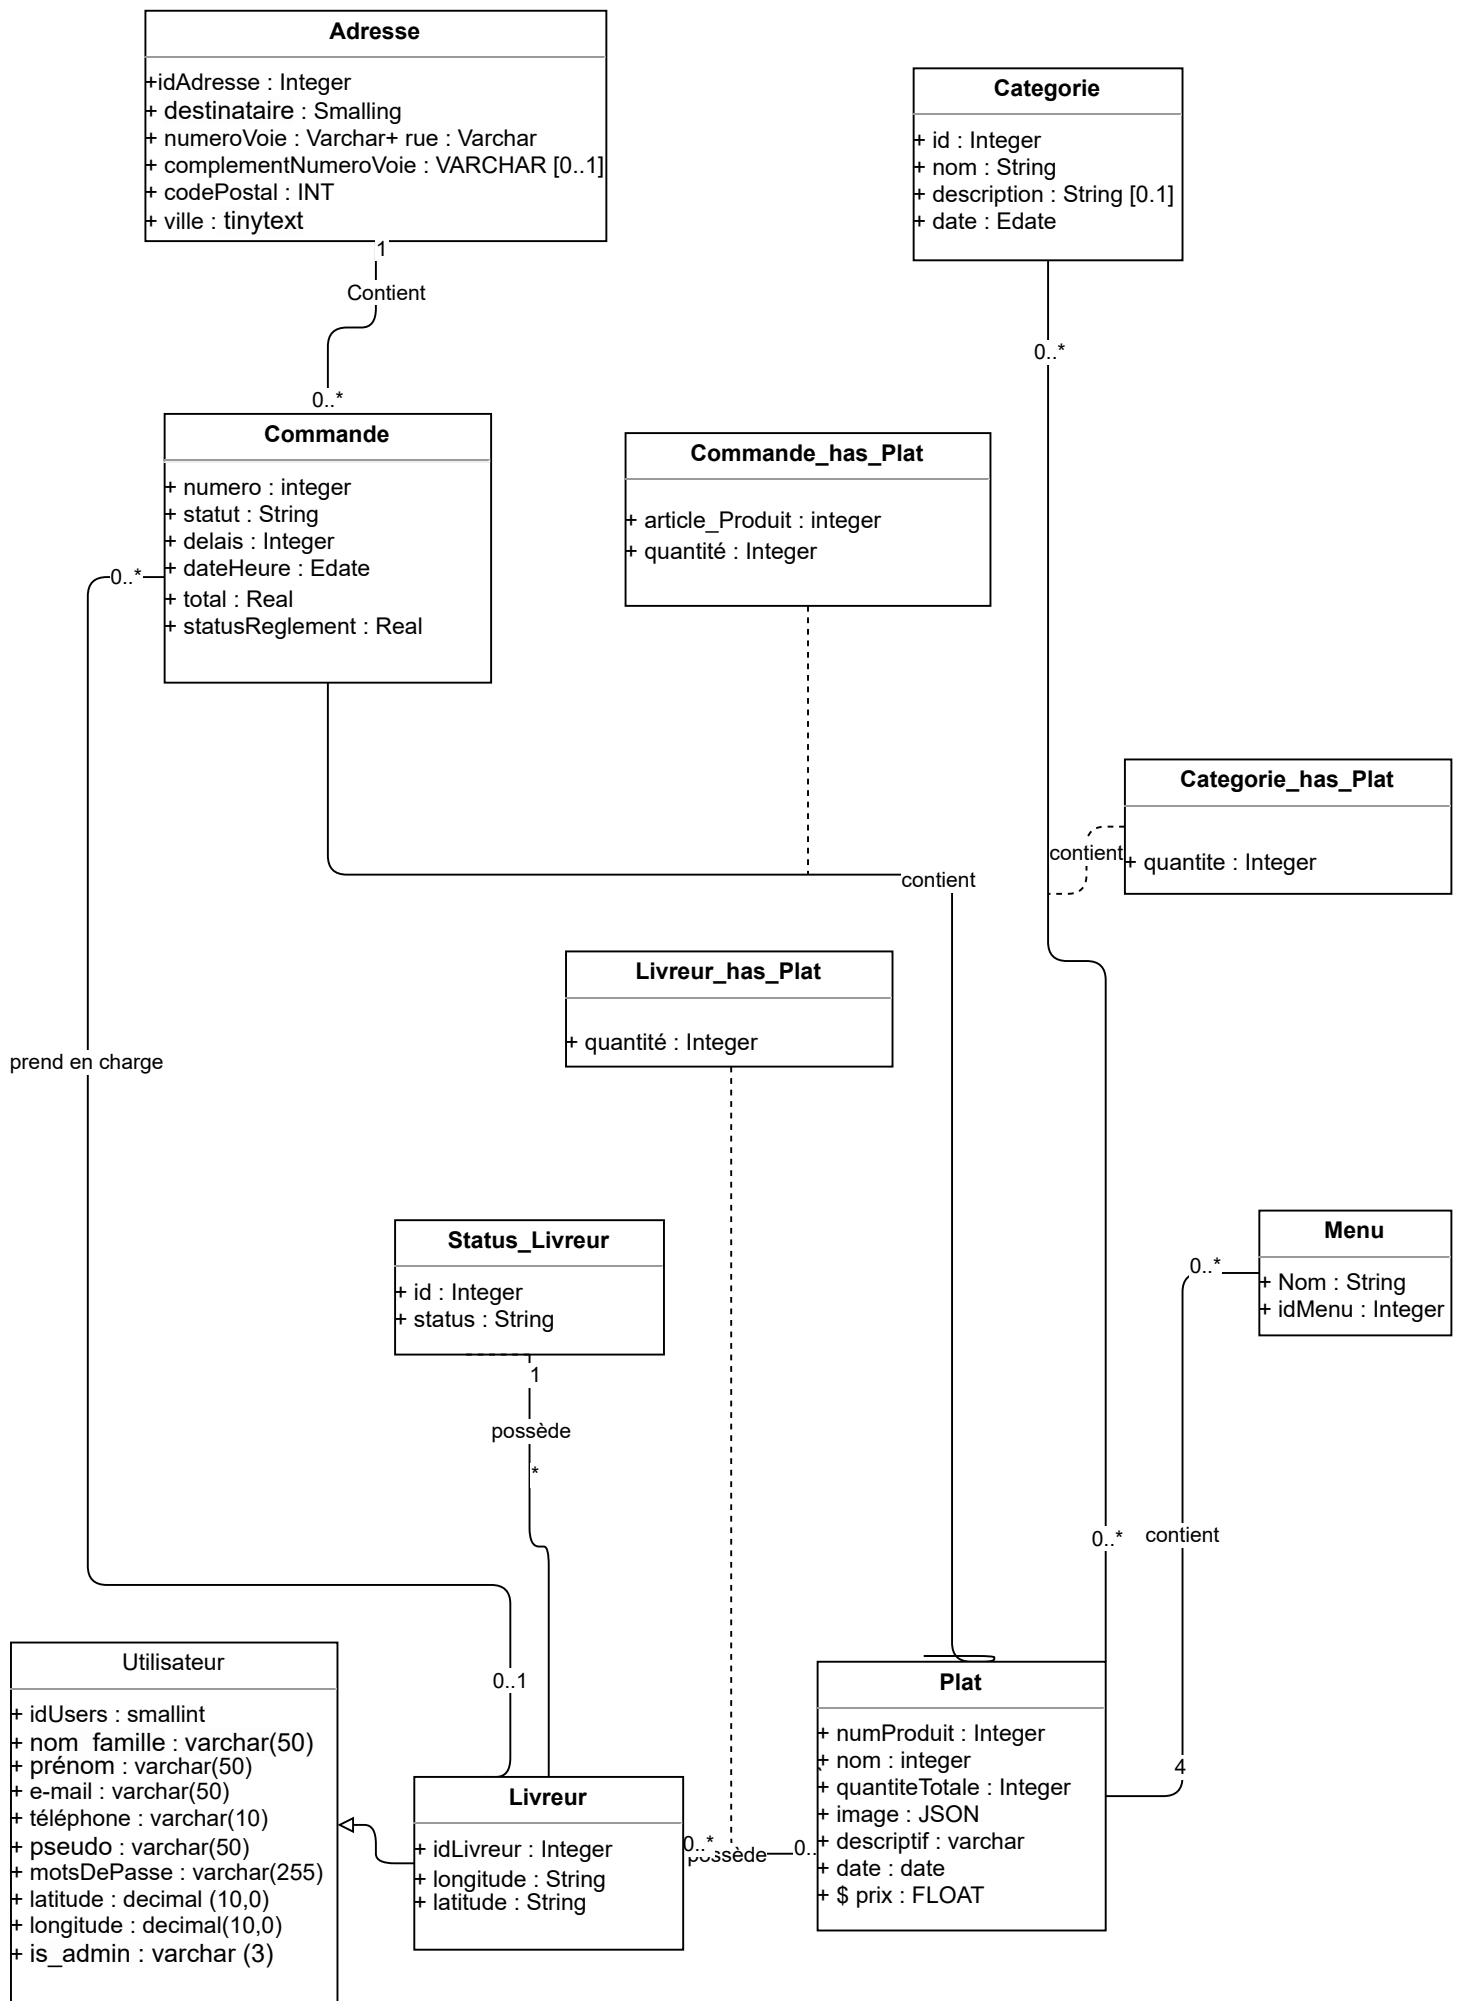 Adresse
+idAdresse : Integer
+ destinataire : Smalling
+ numeroVoie : Varchar+ rue : Varchar
+ complementNumeroVoie : VARCHAR [0..1]
+ codePostal : INT
+ ville : tinytext
Categorie
+ id : Integer
+ nom : String
+ description : String [0.1]
+ date : Edate
1
Contient
0..*
0..*
Commande
+ numero : integer
+ statut : String
+ delais : Integer
+ dateHeure : Edate
+ total : Real
+ statusReglement : Real
0..*
Commande_has_Plat
+ article_Produit : integer
+ quantité : Integer
Categorie_has_Plat
+ quantite : Integer
contient
contient
Livreur_has_Plat
+ quantité : Integer
prend en charge
Status_Livreur
+ id : Integer
+ status : String
Menu
+ Nom : String
+ idMenu : Integer
0..*
1
possède
*
0..*
contient
0..1
4
Utilisateur
+ idUsers : smallint
+ nom_famille : varchar(50)
+ prénom : varchar(50)
+ e-mail : varchar(50)
+ téléphone : varchar(10)
+ pseudo : varchar(50)
+ motsDePasse : varchar(255)
+ latitude : decimal (10,0)
+ longitude : decimal(10,0)
+ is_admin : varchar (3)
Livreur
+ idLivreur : Integer
+ longitude : String
+ latitude : String
0..*
possède
0..
Plat
+ numProduit : Integer
+ nom : integer
+ quantiteTotale : Integer
+ image : JSON
+ descriptif : varchar
+ date : date
+ $ prix : FLOAT